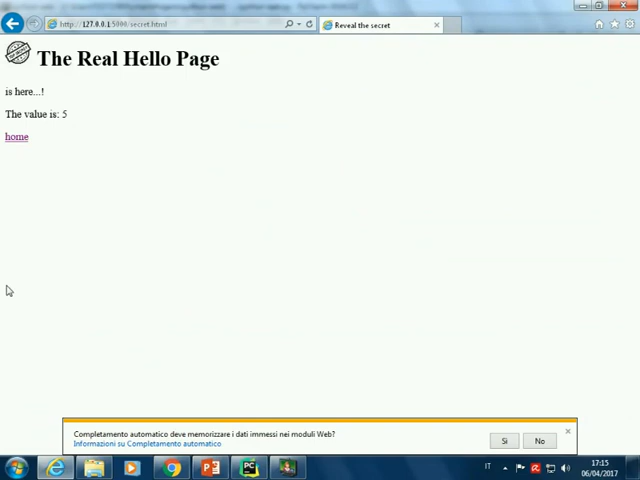 http://127.0.0.1:5000/secret.html
Reveal the secret
The Real Hello Page
is here...!
The value is: 5
home
Completamento automatico deve memorizzare i dati immessi nei moduli Web?
Informazioni su Completamento automatico
Sì
No
IT
17:15
06/04/2017